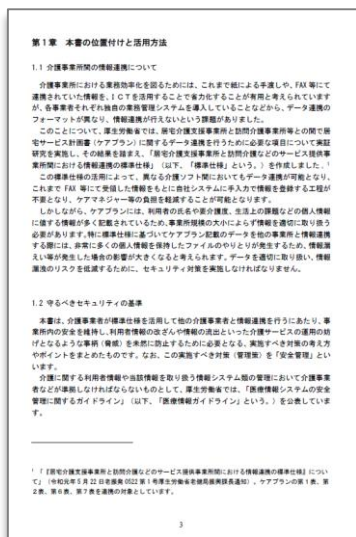 第1章 本書の位置付けと活用方法
1.1 介護事業所間の情報連携について
介護事業所における業務効率化を図るためには、これまで紙による手渡しや、FAX 等にて
連携されていた情報を、ＩＣＴを活用することで省力化することが有用と考えられています
が、各事業者それぞれ独自の業務管理システムを導入していることなどから、データ連携の
フォーマットが異なり、情報連携が行えないという課題がありました。
このことについて、厚生労働省では、居宅介護支援事業所と訪問介護事業所等との間で居
宅サービス計画書（ケアプラン）に関するデータ連携を行うために必要な項目について実証
研究を実施し、その結果を踏まえ、「居宅介護支援事業所と訪問介護などのサービス提供事
業所間における情報連携の標準仕様」（以下、「標準仕様」という。）を作成しました。¹
この標準仕様の活用によって、異なる介護ソフト間においてもデータ連携が可能となり、
これまで FAX 等にて受信した情報をもとに自社システムに手入力で情報を登録する工程が
不要となり、ケアマネジャー等の負担を軽減することが可能となります。
しかしながら、ケアプランには、利用者の氏名や要介護度、生活上の課題などの個人情報
に値する情報が多く記載されているため、事業所規模の大小によらず情報を適切に取り扱う
必要があります。特に標準仕様に基づいてケアプラン記載のデータを他の事業所と情報連携
する際には、非常に多くの個人情報を保持したファイルのやりとりが発生するため、情報漏
えい等が発生した場合の影響が大きくなると考えられます。データを適切に取り扱い、情報
漏洩のリスクを低減するために、セキュリティ対策を実施しなければなりません。
1.2 守るべきセキュリティの基準
本書は、介護事業者が標準仕様を活用して他の介護事業者と情報連携を行うにあたり、事
業所内の安全を維持し、利用者情報の改ざんや情報の流出といった介護サービスの運用の妨
げとなるような事柄（脅威）を未然に防止するために必要となる、実施すべき対策の考え方
やポイントをまとめたものです。なお、この実施すべき対策（管理策）を「安全管理」とい
います。
介護に関する利用者情報や当該情報を取り扱う情報システム類の管理において介護事業
者などが準拠しなければならないものとして、厚生労働省では、「医療情報システムの安全
管理に関するガイドライン」（以下、「医療情報ガイドライン」という。）を公表していま
す。
¹ 「『居宅介護支援事業所と訪問介護などのサービス提供事業所間における情報連携の標準仕様』につい
て」（令和元年 5 月 22 日老振発 0522 第 1 号厚生労働省老健局振興課長通知）、ケアプランの第 1 表、第
2 表、第 6 表、第 7 表を連携の対象としています。
3